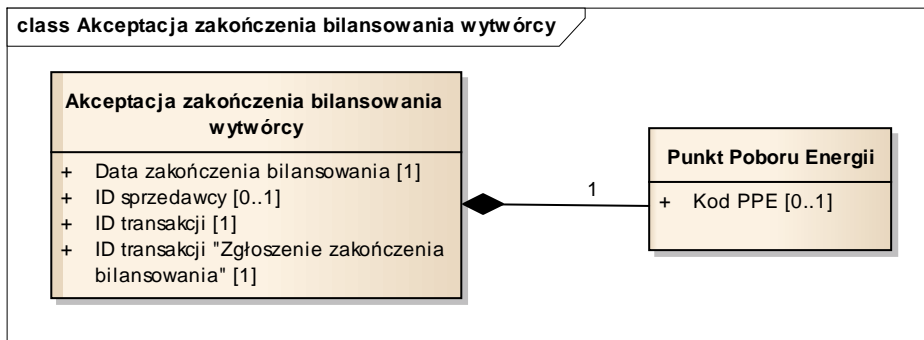 class Akceptacja zakończenia bilansowania wytwórcy
Akceptacja zakończenia bilansowania
wytwórcy
+ Data zakończenia bilansowania [1]
+ ID sprzedawcy [0..1]
+ ID transakcji [1]
+ ID transakcji "Zgłoszenie zakończenia
bilansowania" [1]
1
Punkt Poboru Energii
+ Kod PPE [0..1]